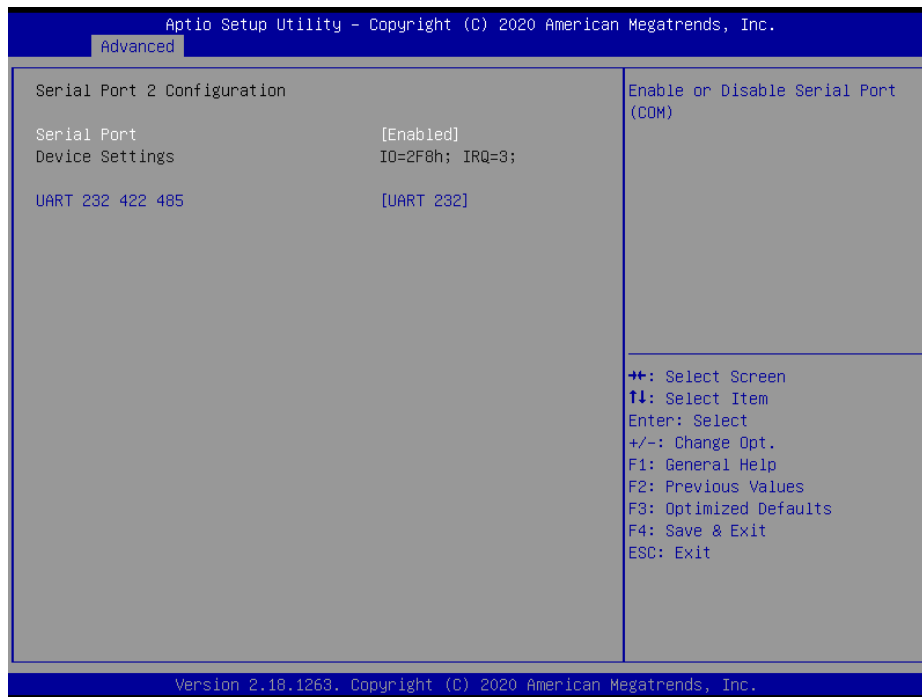 Aptio Setup Utility – Copyright (C) 2020 American Megatrends, Inc.
Advanced
Serial Port 2 Configuration
Serial Port [Enabled]
Device Settings IO=2F8h; IRQ=3;
UART 232 422 485 [UART 232]
Enable or Disable Serial Port
(COM)
→←: Select Screen
↑↓: Select Item
Enter: Select
+/-: Change Opt.
F1: General Help
F2: Previous Values
F3: Optimized Defaults
F4: Save & Exit
ESC: Exit
Version 2.18.1263. Copyright (C) 2020 American Megatrends, Inc.